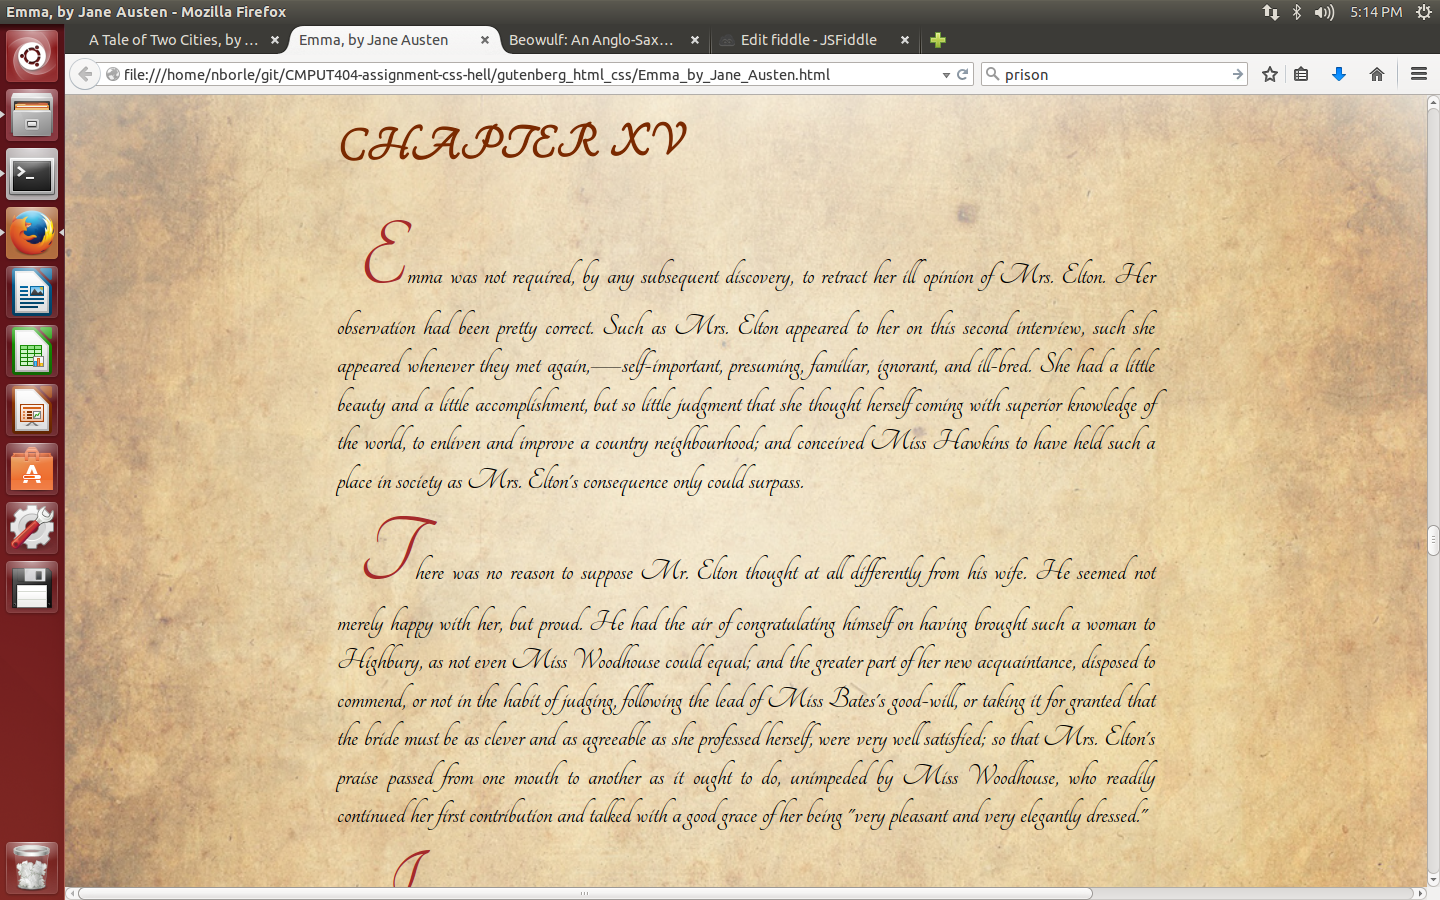 Emma, by Jane Austen - Mozilla Firefox
5:14 PM
A Tale of Two Cities, by ...
Emma, by Jane Austen
Beowulf: An Anglo-Sax...
Edit fiddle - JSFiddle
file:///home/nborle/git/CMPUT404-assignment-css-hell/gutenberg_html_css/Emma_by_Jane_Austen.html
prison
CHAPTER XV
Emma was not required, by any subsequent discovery, to retract her ill opinion of Mrs. Elton. Her
observation had been pretty correct. Such as Mrs. Elton appeared to her on this second interview, such she
appeared whenever they met again,—self-important, presuming, familiar, ignorant, and ill-bred. She had a little
beauty and a little accomplishment, but so little judgment that she thought herself coming with superior knowledge of
the world, to enliven and improve a country neighbourhood; and conceived Miss Hawkins to have held such a
place in society as Mrs. Elton's consequence only could surpass.
There was no reason to suppose Mr. Elton thought at all differently from his wife. He seemed not
merely happy with her, but proud. He had the air of congratulating himself on having brought such a woman to
Highbury, as not even Miss Woodhouse could equal; and the greater part of her new acquaintance, disposed to
commend, or not in the habit of judging, following the lead of Miss Bates's good-will, or taking it for granted that
the bride must be as clever and as agreeable as she professed herself, were very well satisfied; so that Mrs. Elton's
praise passed from one mouth to another as it ought to do, unimpeded by Miss Woodhouse, who readily
continued her first contribution and talked with a good grace of her being "very pleasant and very elegantly dressed."